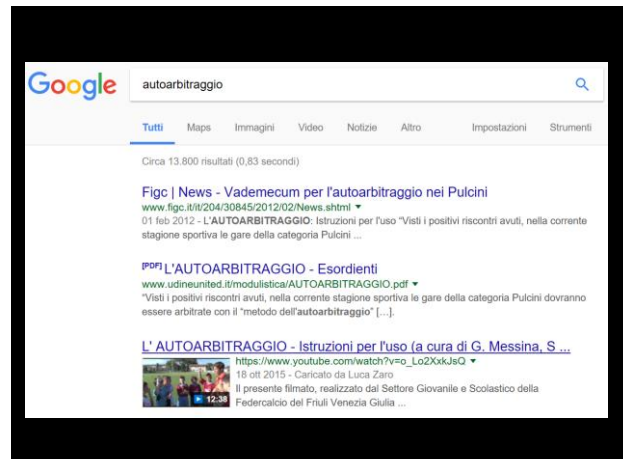 Google autoarbitraggio
Tutti Maps Immagini Video Notizie Altro Impostazioni Strumenti
Circa 13.800 risultati (0,83 secondi)
Figc | News - Vademecum per l'autoarbitraggio nei Pulcini
www.figc.it/it/204/30845/2012/02/News.shtml
01 feb 2012 - L'AUTOARBITRAGGIO: Istruzioni per l'uso “Visti i positivi riscontri avuti, nella corrente
stagione sportiva le gare della categoria Pulcini ...
[PDF] L'AUTOARBITRAGGIO - Esordienti
www.udineunited.it/modulistica/AUTOARBITRAGGIO.pdf
“Visti i positivi riscontri avuti, nella corrente stagione sportiva le gare della categoria Pulcini dovranno
essere arbitrate con il “metodo dell'autoarbitraggio” [...].
L' AUTOARBITRAGGIO - Istruzioni per l'uso (a cura di G. Messina, S ...
https://www.youtube.com/watch?v=o_Lo2XxkJsQ
18 ott 2015 - Caricato da Luca Zaro
Il presente filmato, realizzato dal Settore Giovanile e Scolastico della
12:38 Federcalcio del Friuli Venezia Giulia ...